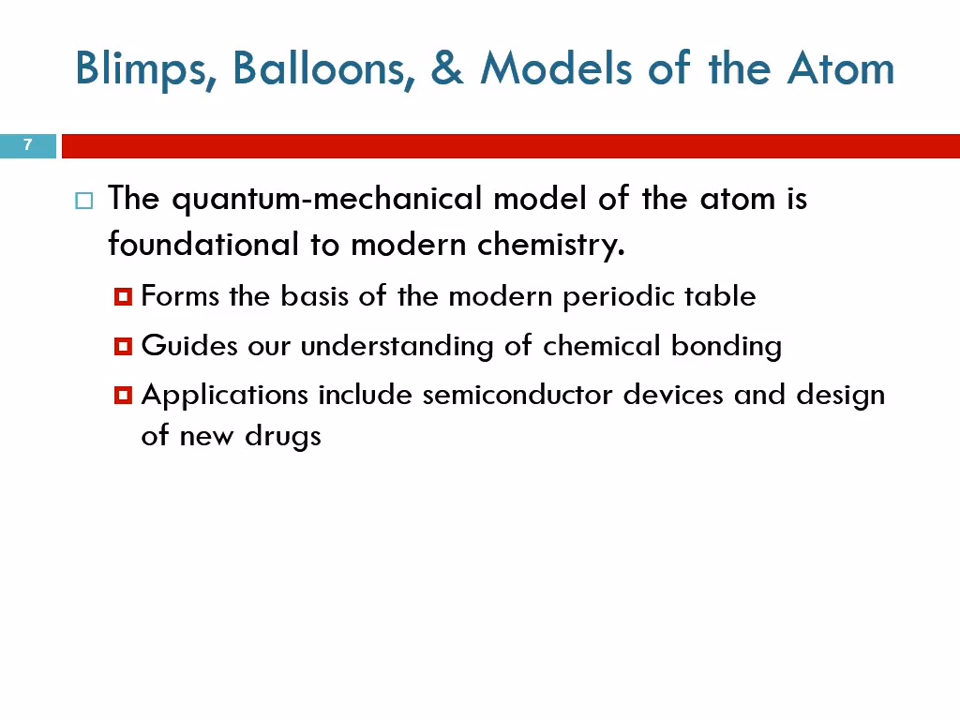 Blimps, Balloons, & Models of the Atom
7
The quantum-mechanical model of the atom is
foundational to modern chemistry.
Forms the basis of the modern periodic table
Guides our understanding of chemical bonding
Applications include semiconductor devices and design
of new drugs